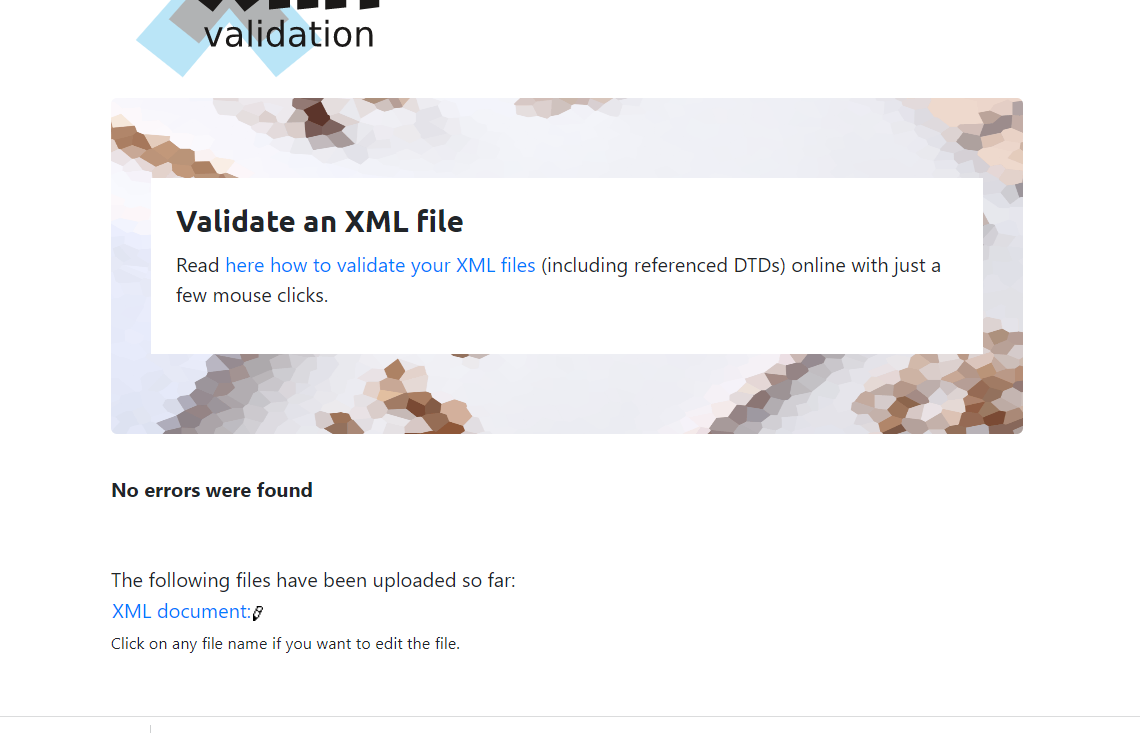 validation
Validate an XML file
Read here how to validate your XML files (including referenced DTDs) online with just a
few mouse clicks.
No errors were found
The following files have been uploaded so far:
XML document:
Click on any file name if you want to edit the file.